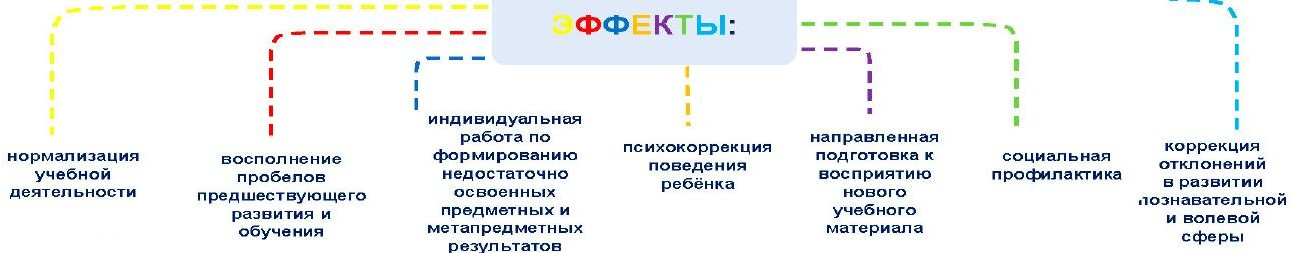 ЭФФЕКТЫ:
нормализация
учебной
деятельности
восполнение
пробелов
предшествующего
развития и
обучения
индивидуальная
работа по
формированию
недостаточно
освоенных
предметных и
метапредметных
результатов
психокоррекция
поведения
ребёнка
направленная
подготовка к
восприятию
нового
учебного
материала
социальная
профилактика
коррекция
отклонений
в развитии
познавательной
и волевой
сферы